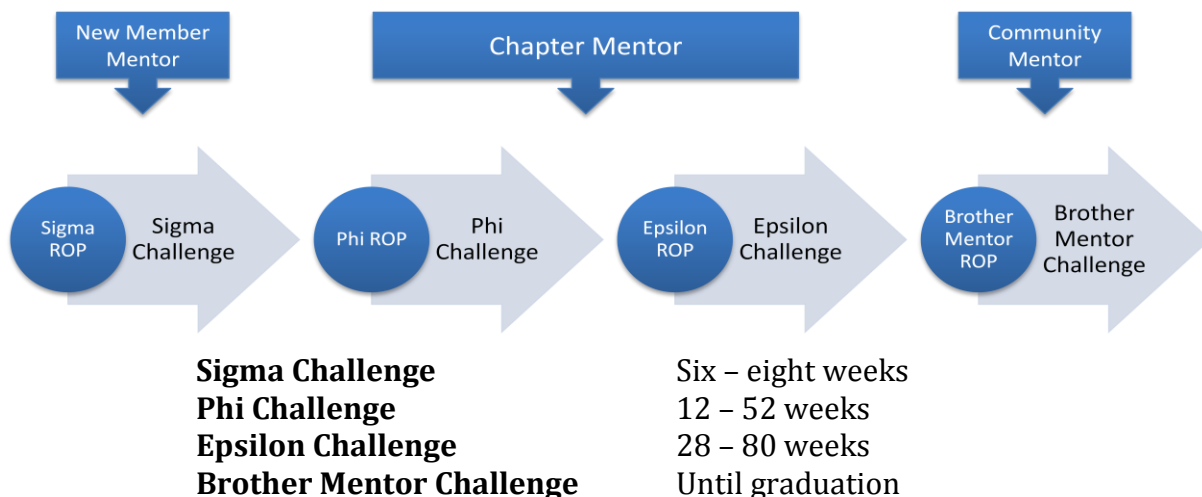 New Member
Mentor
Chapter Mentor
Community
Mentor
Sigma
ROP
Sigma
Challenge
Phi ROP
Phi
Challenge
Epsilon
ROP
Epsilon
Challenge
Brother
Mentor
ROP
Brother
Mentor
Challenge
Sigma Challenge Six – eight weeks
Phi Challenge 12 – 52 weeks
Epsilon Challenge 28 – 80 weeks
Brother Mentor Challenge Until graduation